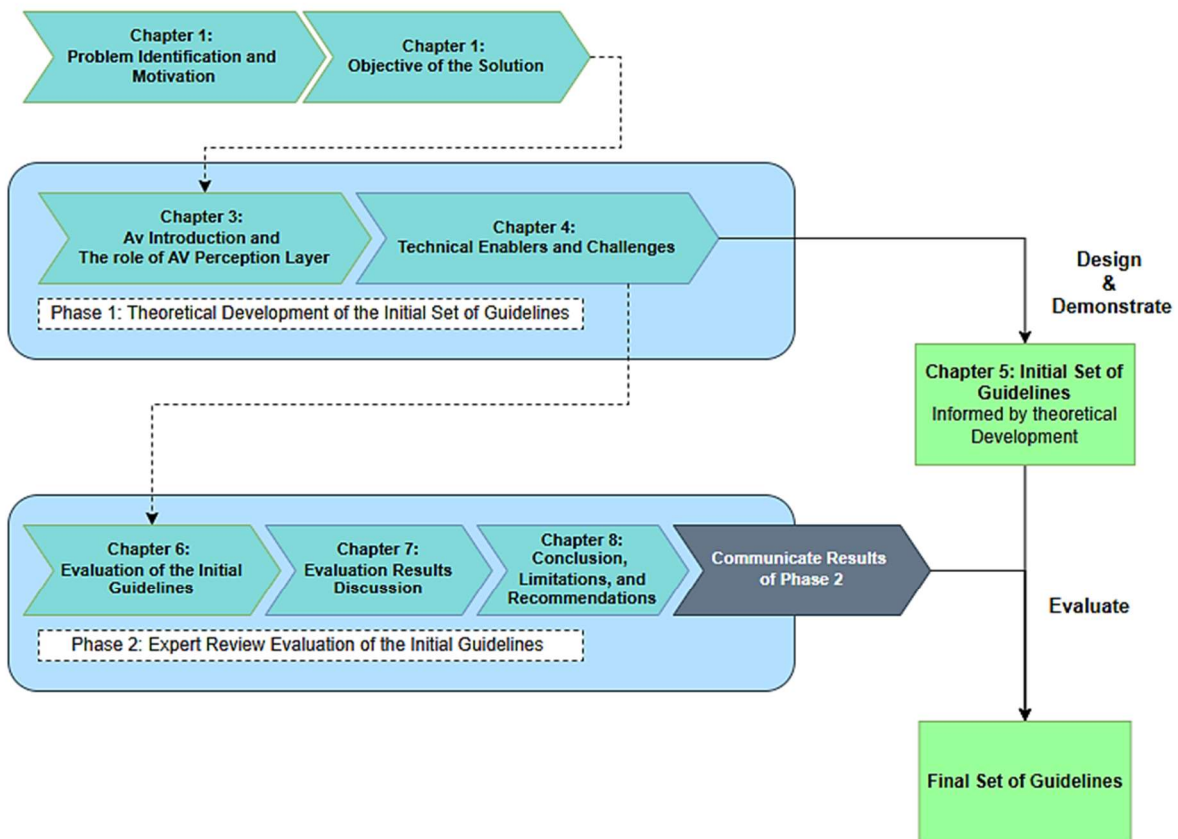 Chapter 1:
Problem Identification and
Motivation
Chapter 1:
Objective of the Solution
Chapter 3:
Av Introduction and
The role of AV Perception Layer
Chapter 4:
Technical Enablers and Challenges
Phase 1: Theoretical Development of the Initial Set of Guidelines
Design
&
Demonstrate
Chapter 5: Initial Set of
Guidelines
Informed by theoretical
Development
Chapter 6:
Evaluation of the Initial
Guidelines
Chapter 7:
Evaluation Results
Discussion
Chapter 8:
Conclusion,
Limitations, and
Recommendations
Communicate Results
of Phase 2
Phase 2: Expert Review Evaluation of the Initial Guidelines
Evaluate
Final Set of Guidelines